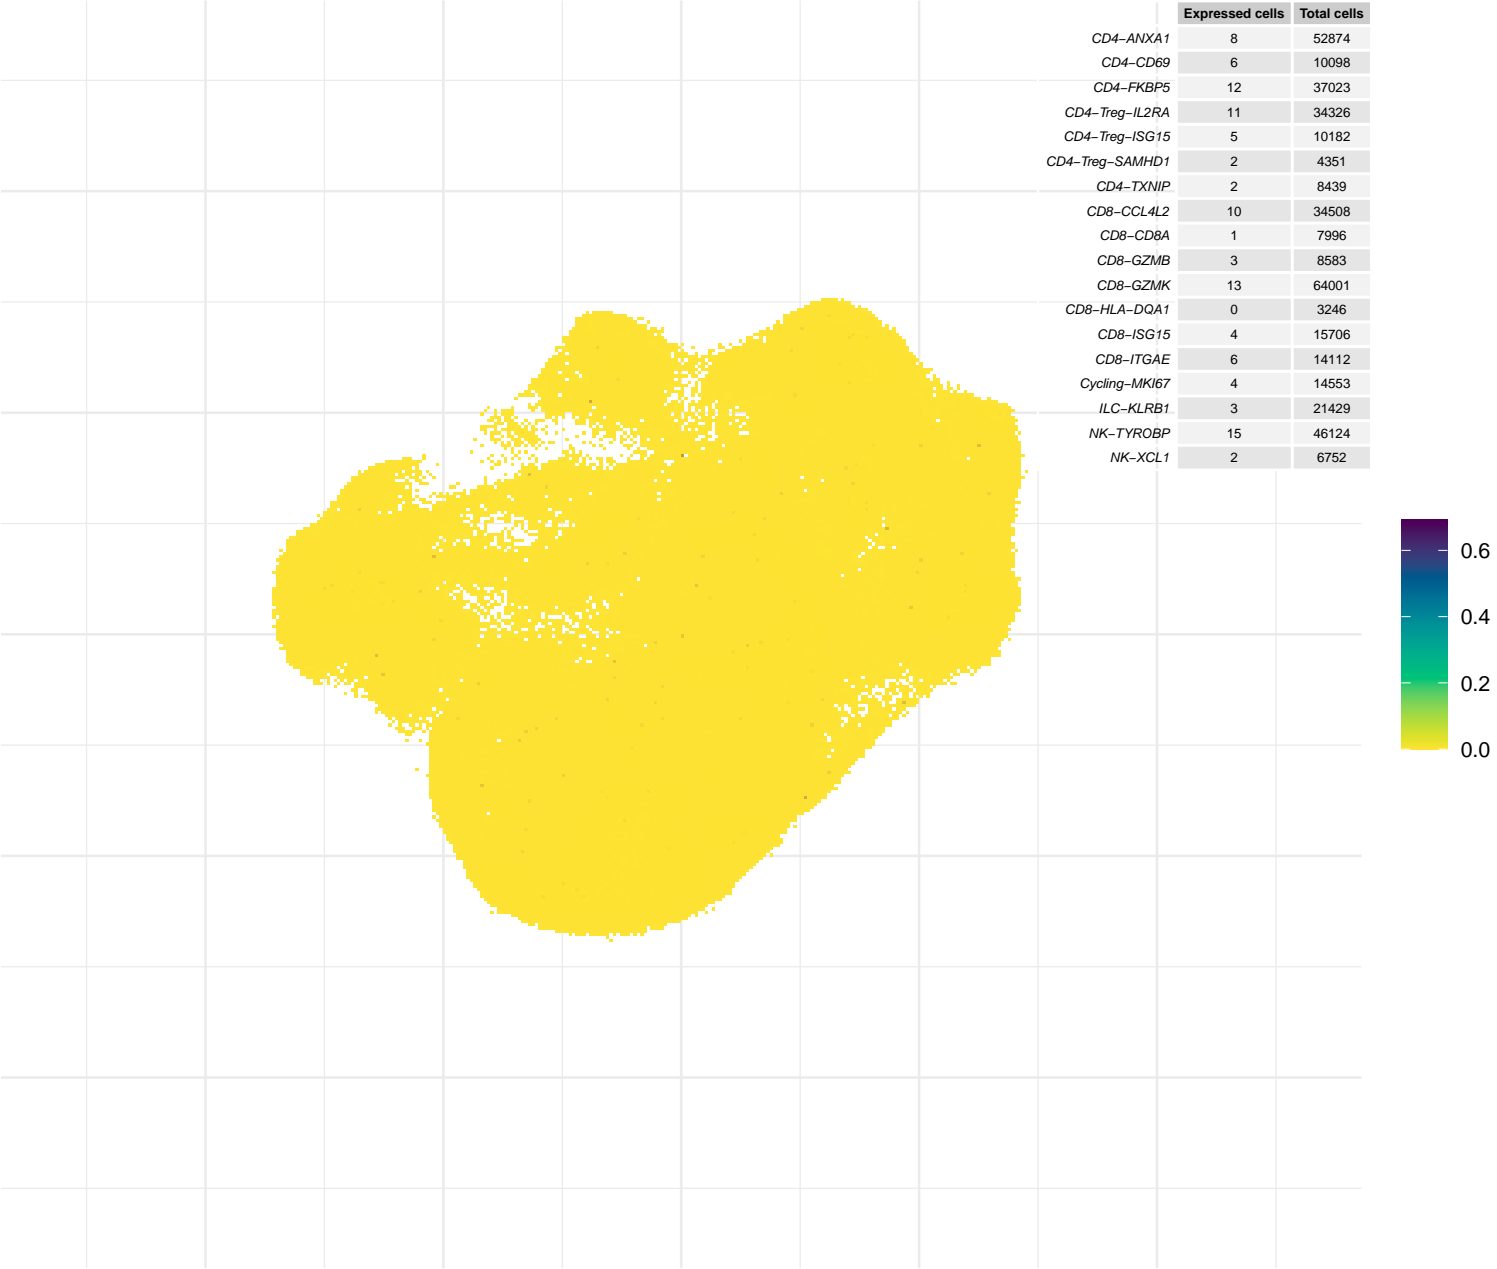 Expressed cells Total cells
CD4−ANXA1 8 52874
CD4−CD69 6 10098
CD4−FKBP5 12 37023
CD4−Treg−IL2RA 11 34326
CD4−Treg−ISG15 5 10182
CD4−Treg−SAMHD1 2 4351
CD4−TXNIP 2 8439
CD8−CCL4L2 10 34508
CD8−CD8A 1 7996
CD8−GZMB 3 8583
CD8−GZMK 13 64001
CD8−HLA−DQA1 0 3246
CD8−ISG15 4 15706
CD8−ITGAE 6 14112
Cycling−MKI67 4 14553
ILC−KLRB1 3 21429
NK−TYROBP 15 46124
NK−XCL1 2 6752
0.6
0.4
0.2
0.0